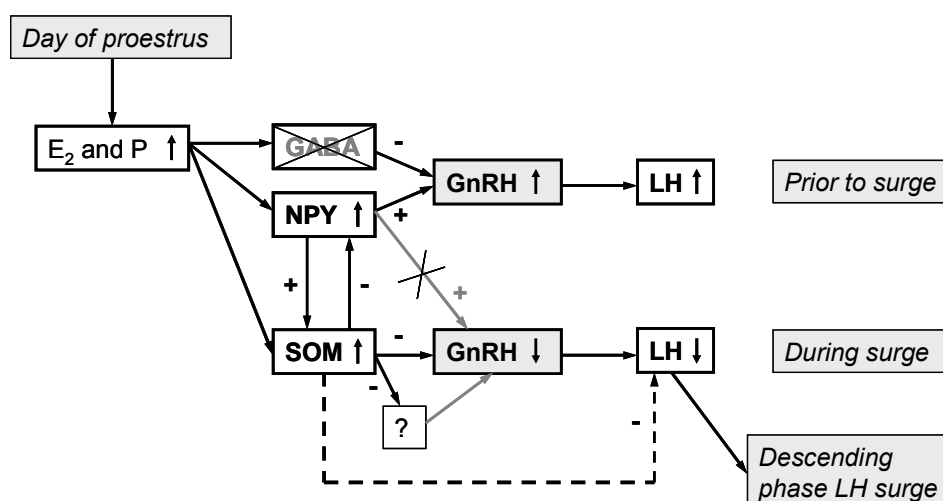 Day of proestrus
E₂ and P ↑
GABA
-
GnRH ↑
LH ↑
Prior to surge
NPY ↑
+
+
-
+
SOM ↑
-
GnRH ↓
LH ↓
During surge
-
?
-
Descending
phase LH surge